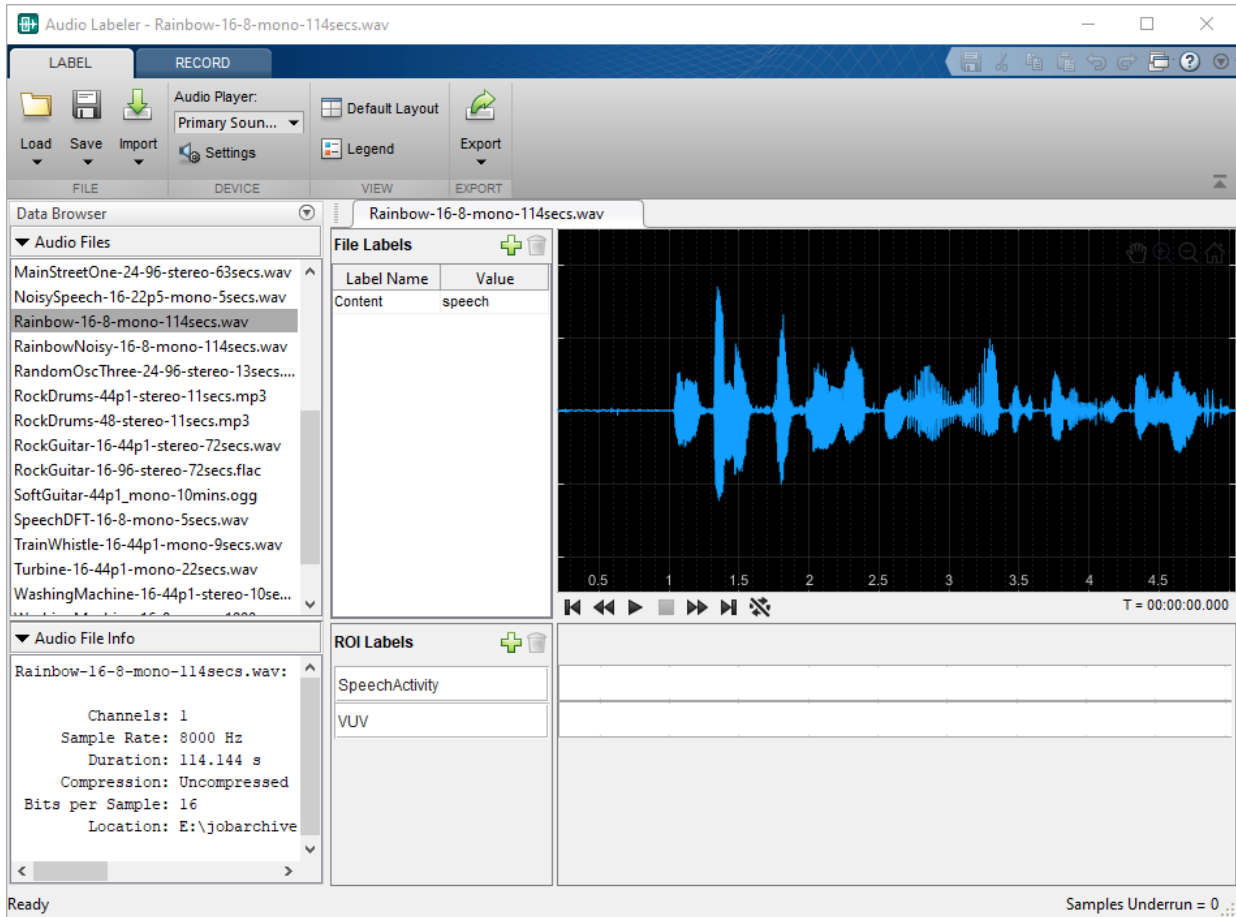 Audio Labeler - Rainbow-16-8-mono-114secs.wav
LABEL
RECORD
Load
Save
Import
Audio Player:
Primary Soun...
Settings
Default Layout
Legend
Export
FILE
DEVICE
VIEW
EXPORT
Data Browser
Audio Files
MainStreetOne-24-96-stereo-63secs.wav
NoisySpeech-16-22p5-mono-5secs.wav
Rainbow-16-8-mono-114secs.wav
RainbowNoisy-16-8-mono-114secs.wav
RandomOscThree-24-96-stereo-13secs....
RockDrums-44p1-stereo-11secs.mp3
RockDrums-48-stereo-11secs.mp3
RockGuitar-16-44p1-stereo-72secs.wav
RockGuitar-16-96-stereo-72secs.flac
SoftGuitar-44p1_mono-10mins.ogg
SpeechDFT-16-8-mono-5secs.wav
TrainWhistle-16-44p1-mono-9secs.wav
Turbine-16-44p1-mono-22secs.wav
WashingMachine-16-44p1-stereo-10se...
Audio File Info
Rainbow-16-8-mono-114secs.wav:
Channels: 1
Sample Rate: 8000 Hz
Duration: 114.144 s
Compression: Uncompressed
Bits per Sample: 16
Location: E:\jobarchive
Rainbow-16-8-mono-114secs.wav
File Labels
Label Name Value
Content speech
0.5 1 1.5 2 2.5 3 3.5 4 4.5
T = 00:00:00.000
ROI Labels
SpeechActivity
VUV
Ready
Samples Underrun = 0